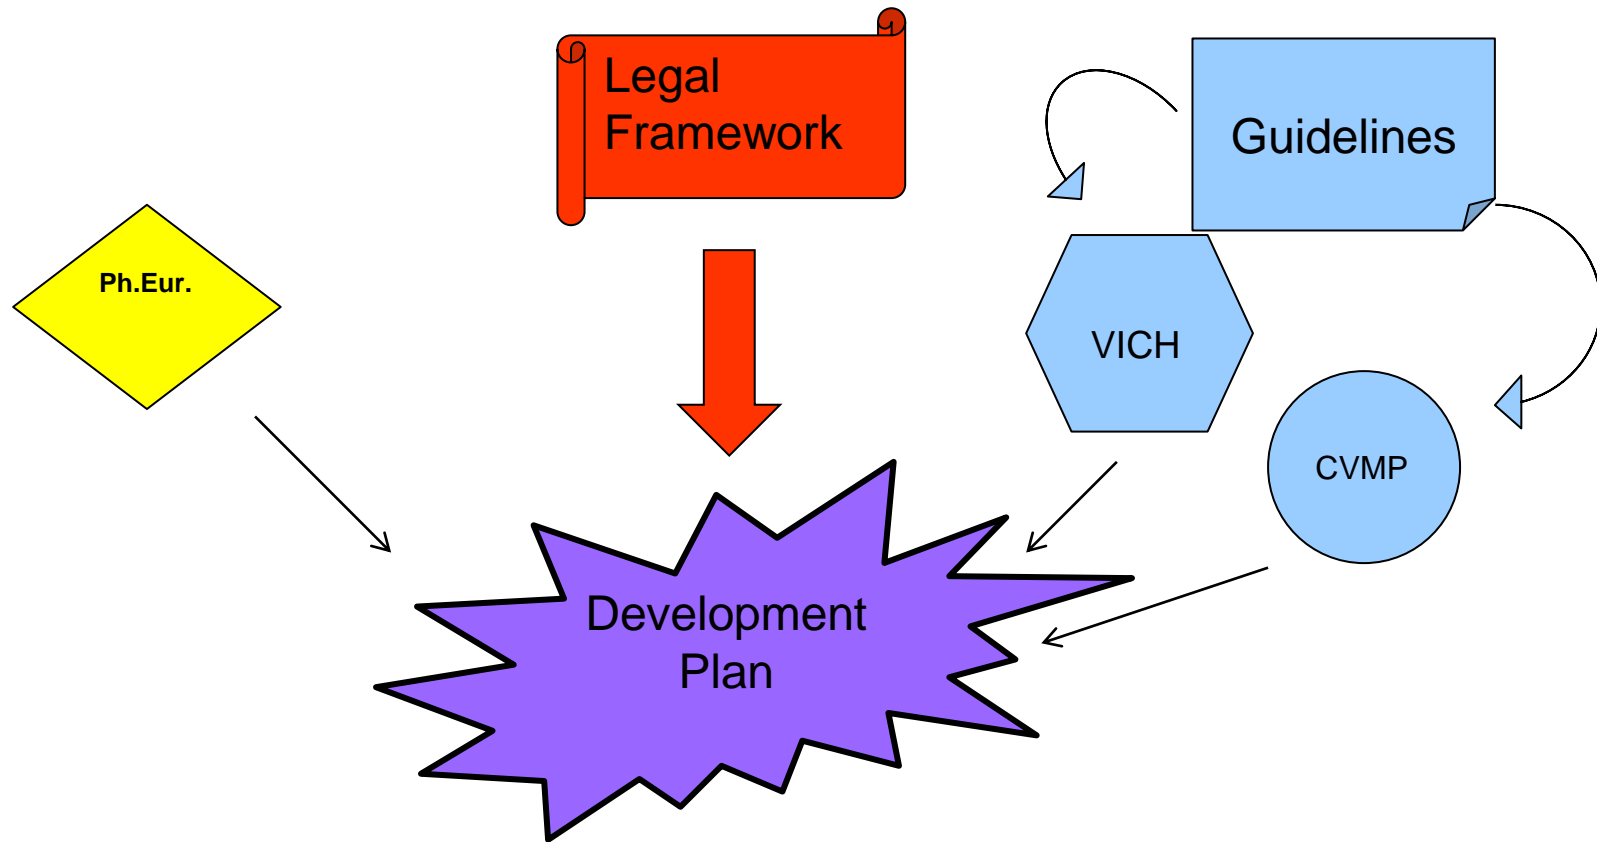 Legal
Framework
Guidelines
Ph.Eur.
VICH
CVMP
Development
Plan